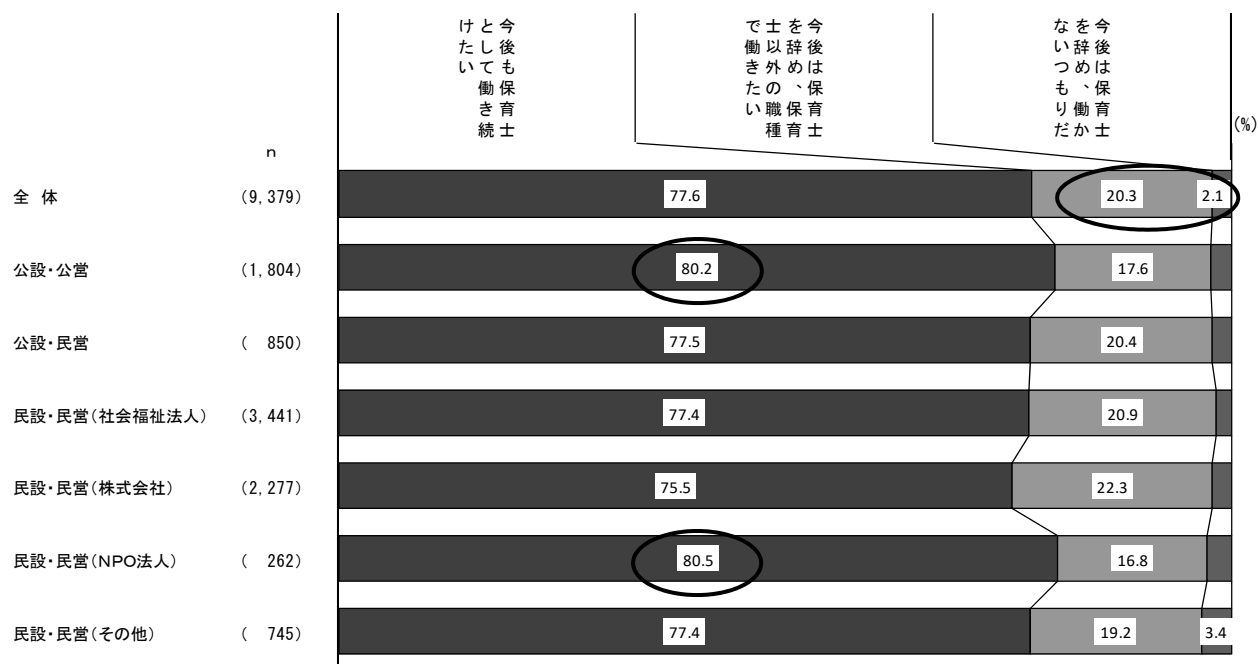 今後も保育士
として働き続
けたい
今後は保育士
を辞め、保育
士以外の職種
で働きたい
今後は保育士
を辞め、働か
ないつもりだ
(%)
n
全 体 (9,379) 77.6 20.3 2.1
公設・公営 (1,804) 80.2 17.6
公設・民営 ( 850) 77.5 20.4
民設・民営(社会福祉法人) (3,441) 77.4 20.9
民設・民営(株式会社) (2,277) 75.5 22.3
民設・民営(NPO法人) ( 262) 80.5 16.8
民設・民営(その他) ( 745) 77.4 19.2 3.4